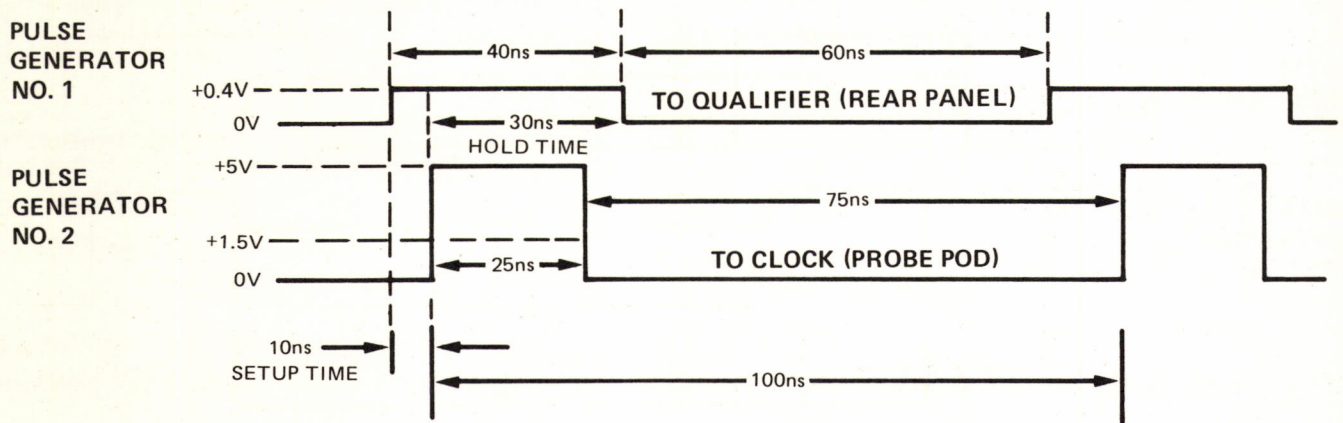 PULSE
GENERATOR
NO. 1
40ns
60ns
+0.4V
0V
TO QUALIFIER (REAR PANEL)
30ns
HOLD TIME
PULSE
GENERATOR
NO. 2
+5V
75ns
+1.5V
25ns
TO CLOCK (PROBE POD)
0V
10ns
SETUP TIME
100ns